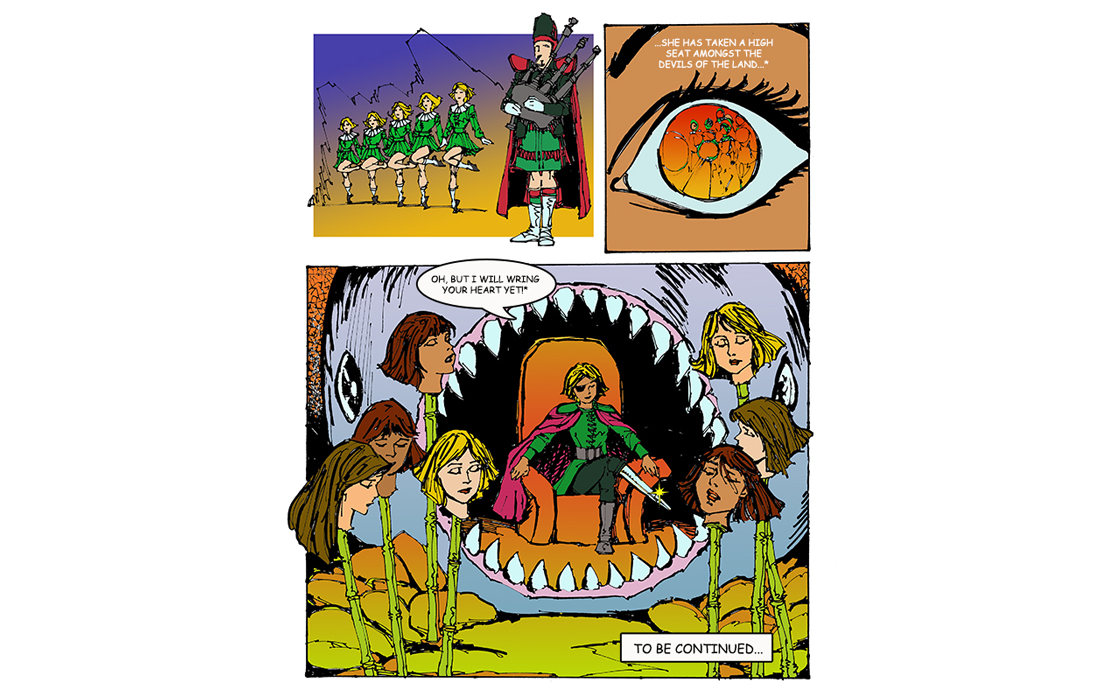 ...SHE HAS TAKEN A HIGH
SEAT AMONGST THE
DEVILS OF THE LAND...*
OH, BUT I WILL WRING
YOUR HEART YET!*
TO BE CONTINUED...